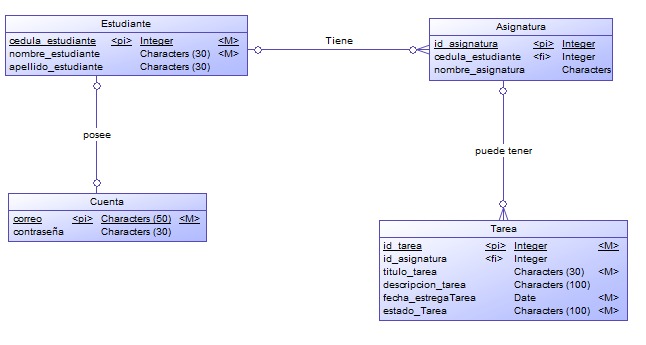 Estudiante
cedula_estudiante <pi> Integer <M>
nombre_estudiante Characters (30) <M>
apellido_estudiante Characters (30)
Tiene
Asignatura
id_asignatura <pi> Integer
cedula_estudiante <fi> Integer
nombre_asignatura Characters
posee
puede tener
Cuenta
correo <pi> Characters (50) <M>
contraseña Characters (30)
Tarea
id_tarea <pi> Integer <M>
id_asignatura <fi> Integer
titulo_tarea Characters (30) <M>
descripcion_tarea Characters (100)
fecha_estregaTarea Date <M>
estado_Tarea Characters (100) <M>